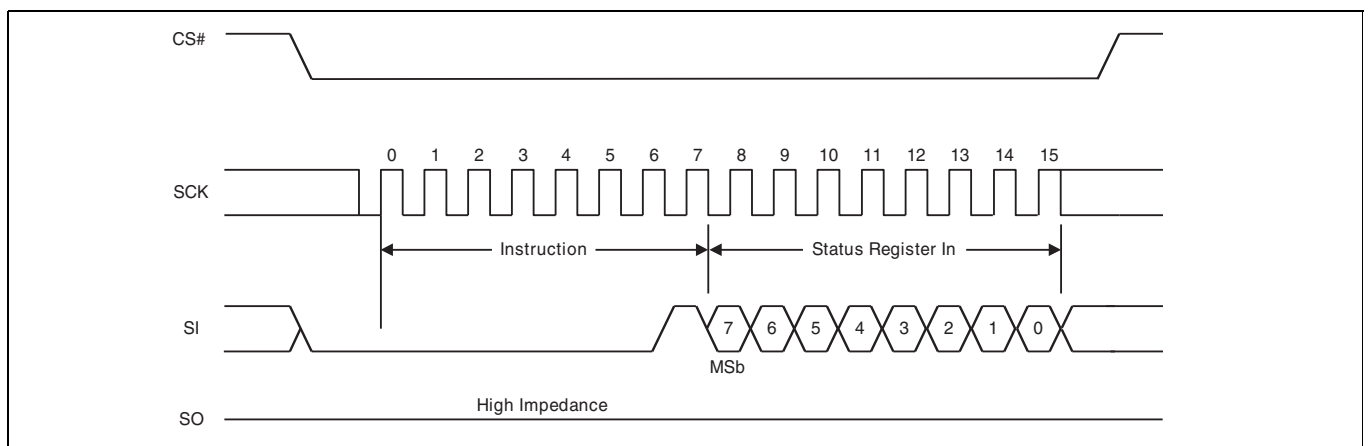 CS#
0 1 2 3 4 5 6 7 8 9 10 11 12 13 14 15
SCK
Instruction Status Register In
SI 7 6 5 4 3 2 1 0
MSb
High Impedance
SO